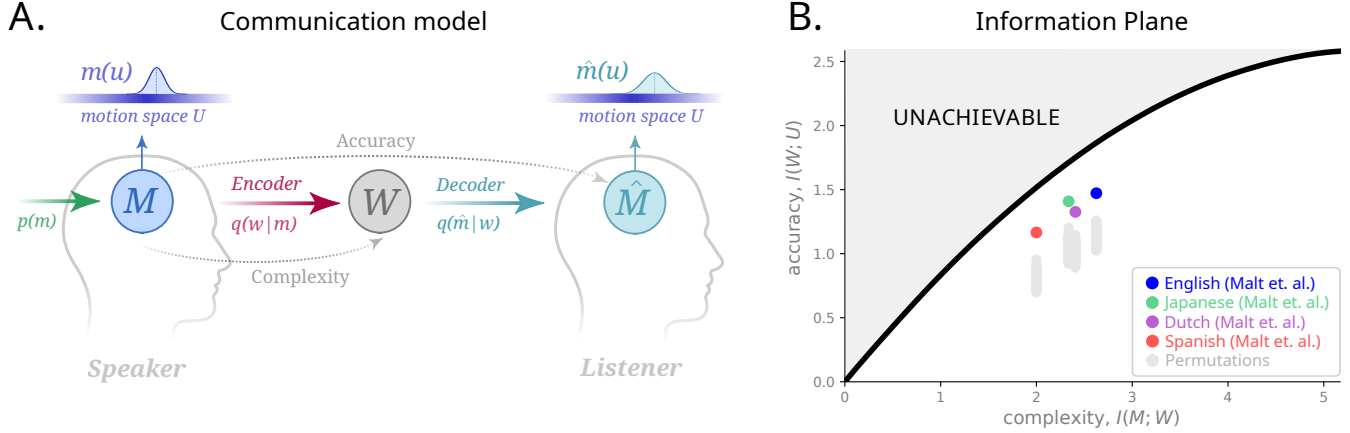 A.
Communication model
m(u)
motion space U
m̂(u)
motion space U
Accuracy
p(m)
M
Encoder
q(w|m)
W
Decoder
q(m̂|w)
M̂
Complexity
Speaker
Listener
B.
Information Plane
accuracy, I(W; U)
2.5
2.0
1.5
1.0
0.5
0.0
UNACHIEVABLE
English (Malt et. al.)
Japanese (Malt et. al.)
Dutch (Malt et. al.)
Spanish (Malt et. al.)
Permutations
0 1 2 3 4 5
complexity, I(M; W)